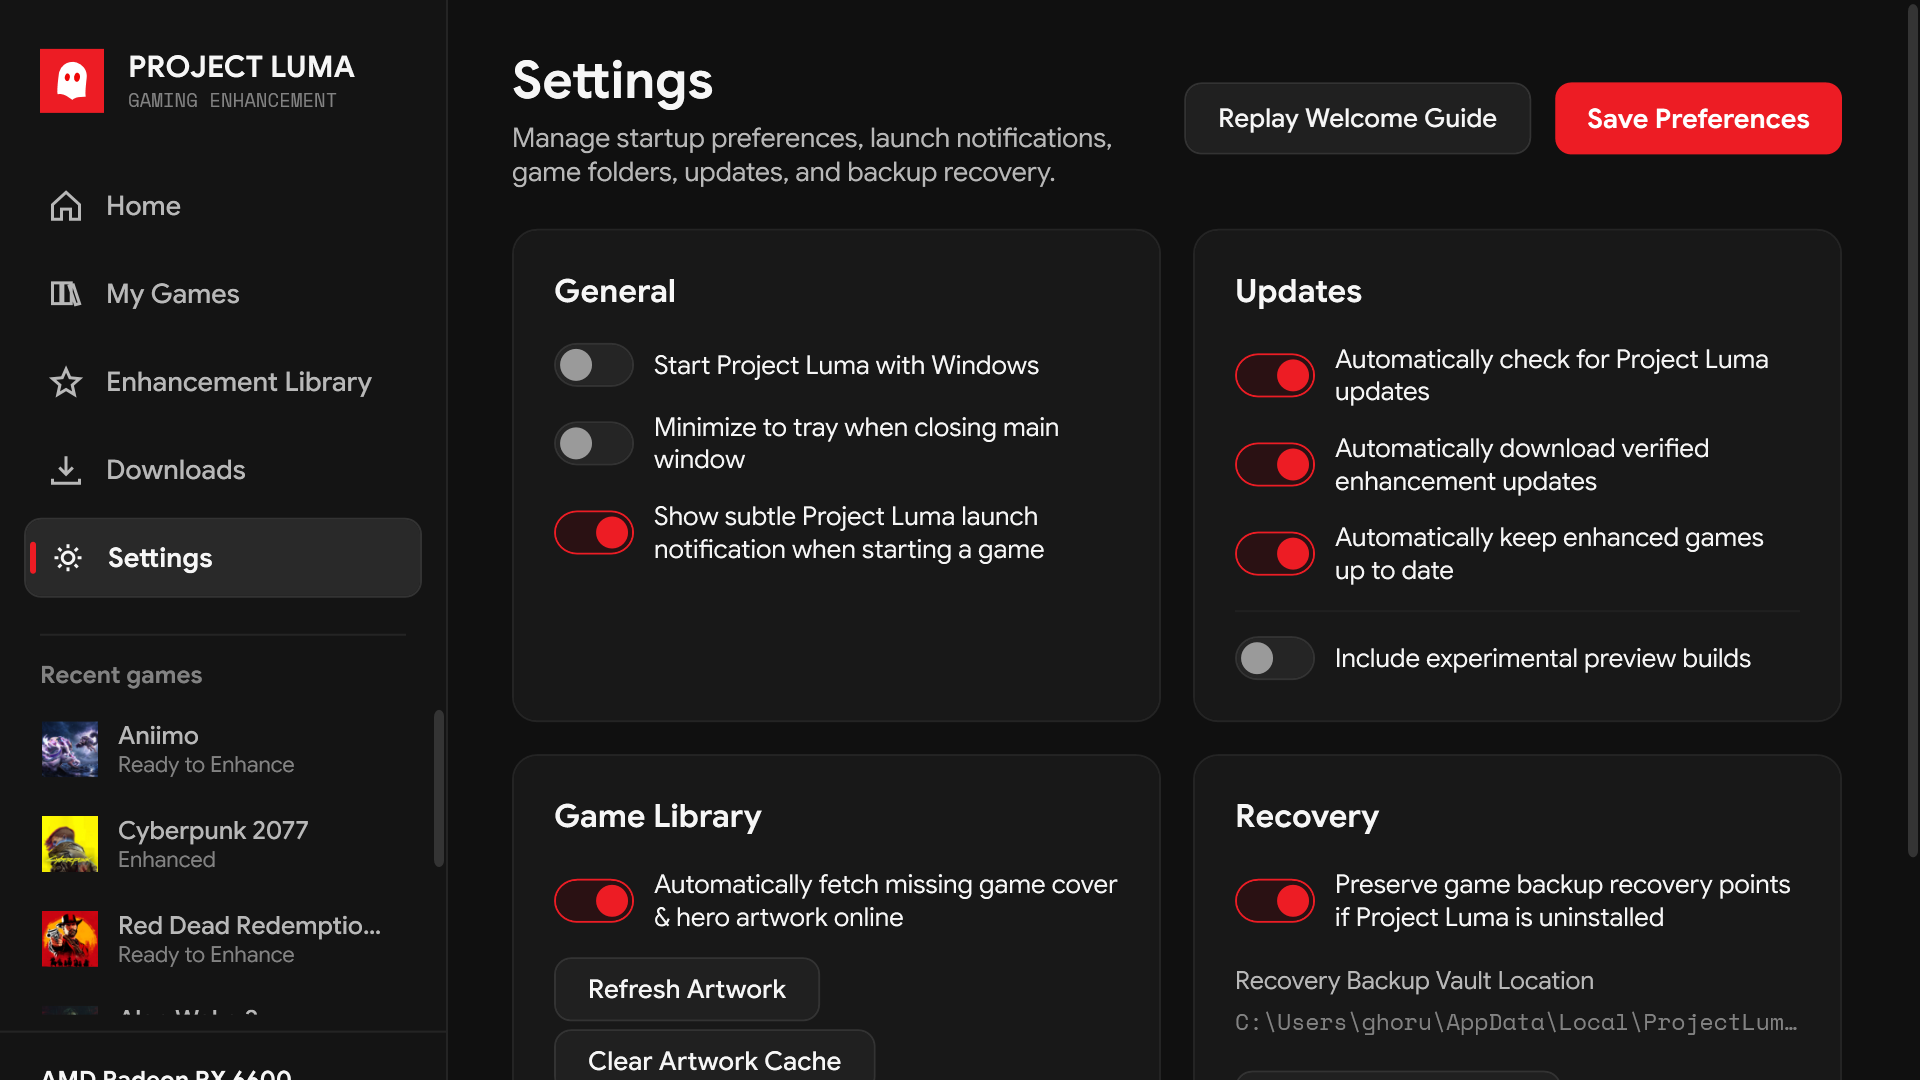 PROJECT LUMA
GAMING ENHANCEMENT
Home
My Games
Enhancement Library
Downloads
Settings
Recent games
Aniimo
Ready to Enhance
Cyberpunk 2077
Enhanced
Red Dead Redemptio...
Ready to Enhance
AMD Radeon RX 6600
Settings
Manage startup preferences, launch notifications,
game folders, updates, and backup recovery.
Replay Welcome Guide
Save Preferences
General
Start Project Luma with Windows
Minimize to tray when closing main
window
Show subtle Project Luma launch
notification when starting a game
Updates
Automatically check for Project Luma
updates
Automatically download verified
enhancement updates
Automatically keep enhanced games
up to date
Include experimental preview builds
Game Library
Automatically fetch missing game cover
& hero artwork online
Refresh Artwork
Clear Artwork Cache
Recovery
Preserve game backup recovery points
if Project Luma is uninstalled
Recovery Backup Vault Location
C:\Users\ghoru\AppData\Local\ProjectLum…